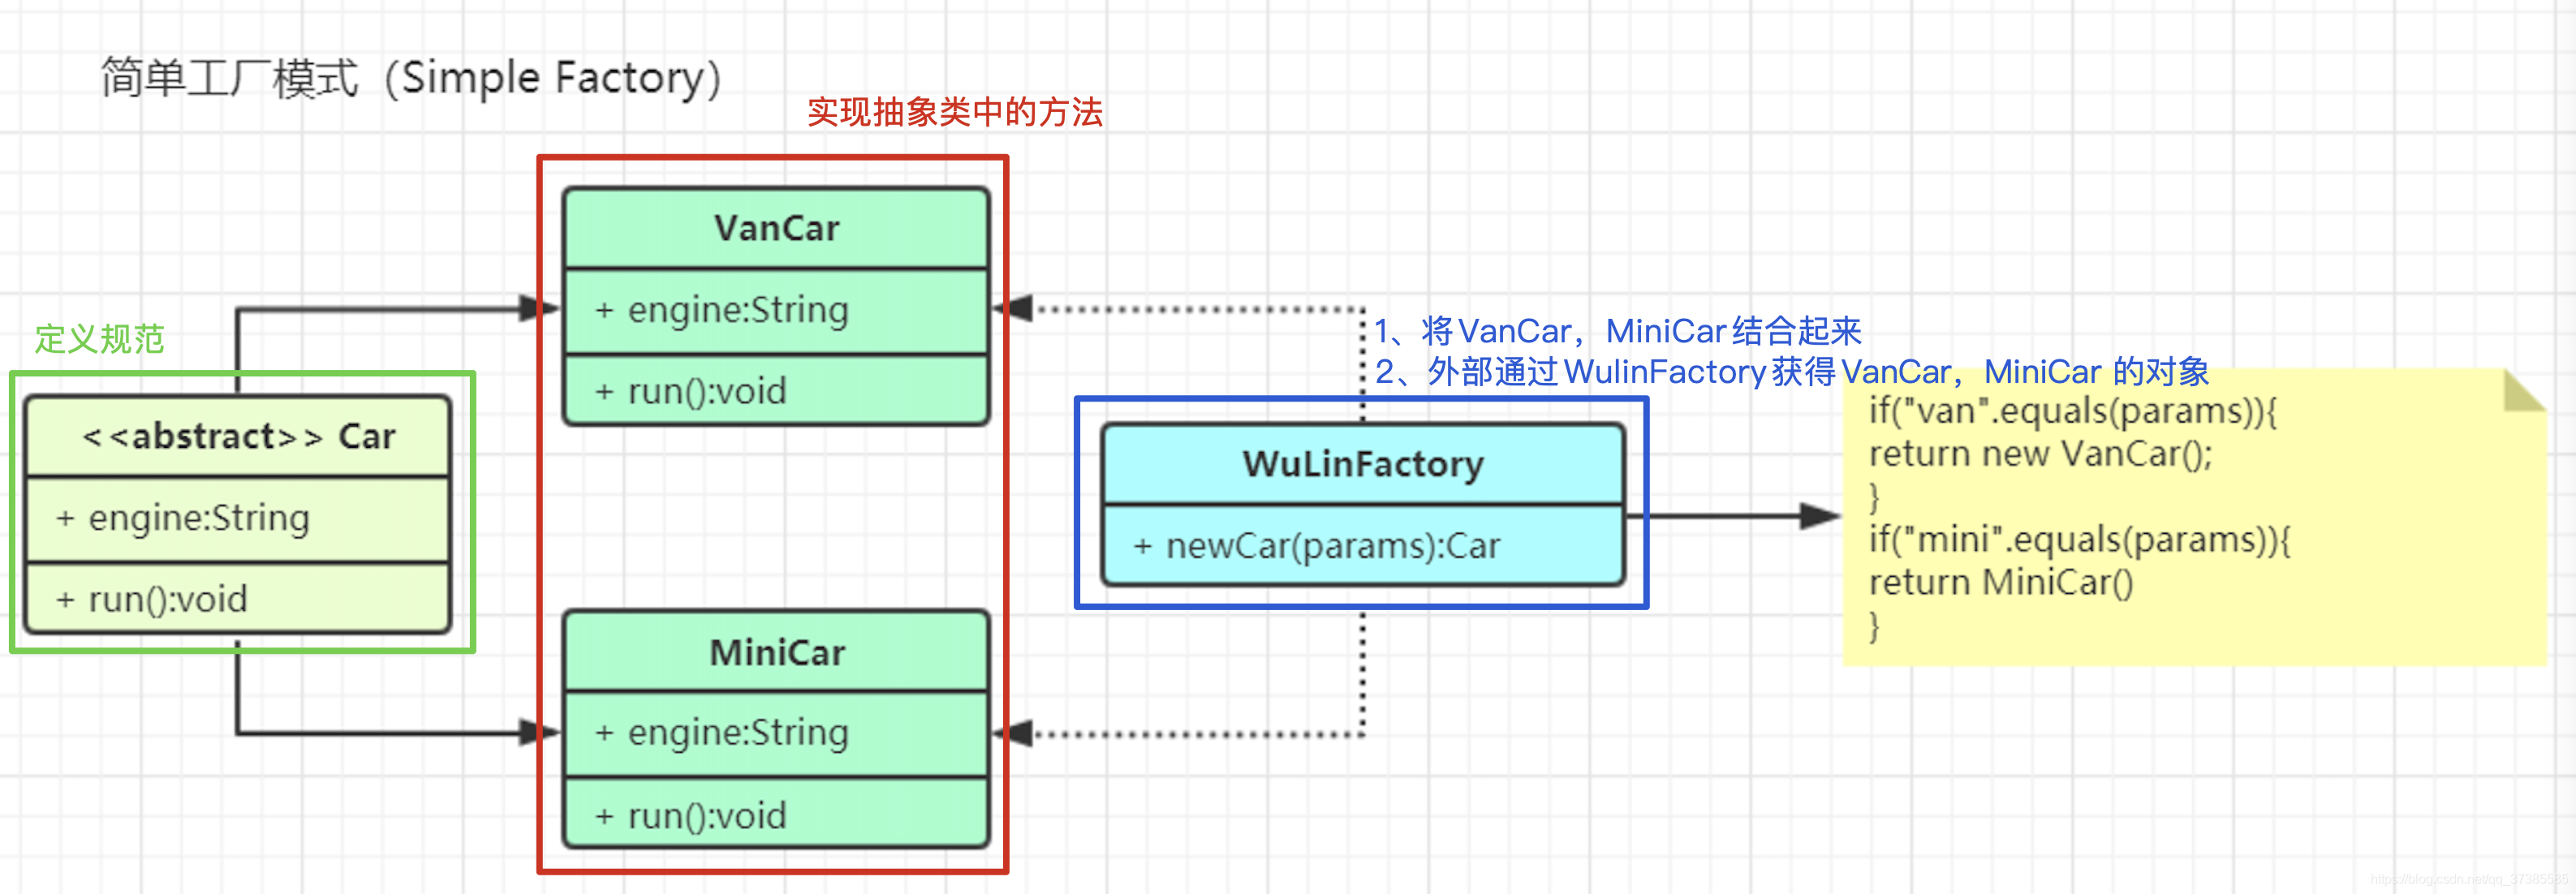 简单工厂模式（Simple Factory）
实现抽象类中的方法
VanCar
+ engine:String
+ run():void
定义规范
<<abstract>> Car
+ engine:String
+ run():void
MiniCar
+ engine:String
+ run():void
1、将VanCar，MiniCar结合起来
2、外部通过WulinFactory获得VanCar，MiniCar 的对象
WuLinFactory
+ newCar(params):Car
if("van".equals(params)){
return new VanCar();
}
if("mini".equals(params)){
return MiniCar()
}
https://blog.csdn.net/qq_37385585